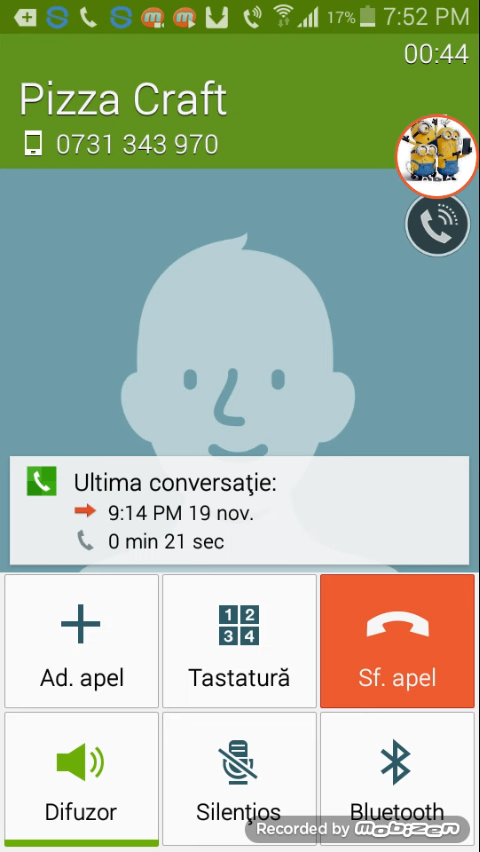 17% 7:52 PM
00:44
Pizza Craft
0731 343 970
Ultima conversaţie:
9:14 PM 19 nov.
0 min 21 sec
1 2
3 4
Ad. apel
Tastatură
Sf. apel
Difuzor
Silenţios
Bluetooth
Recorded by mobizen